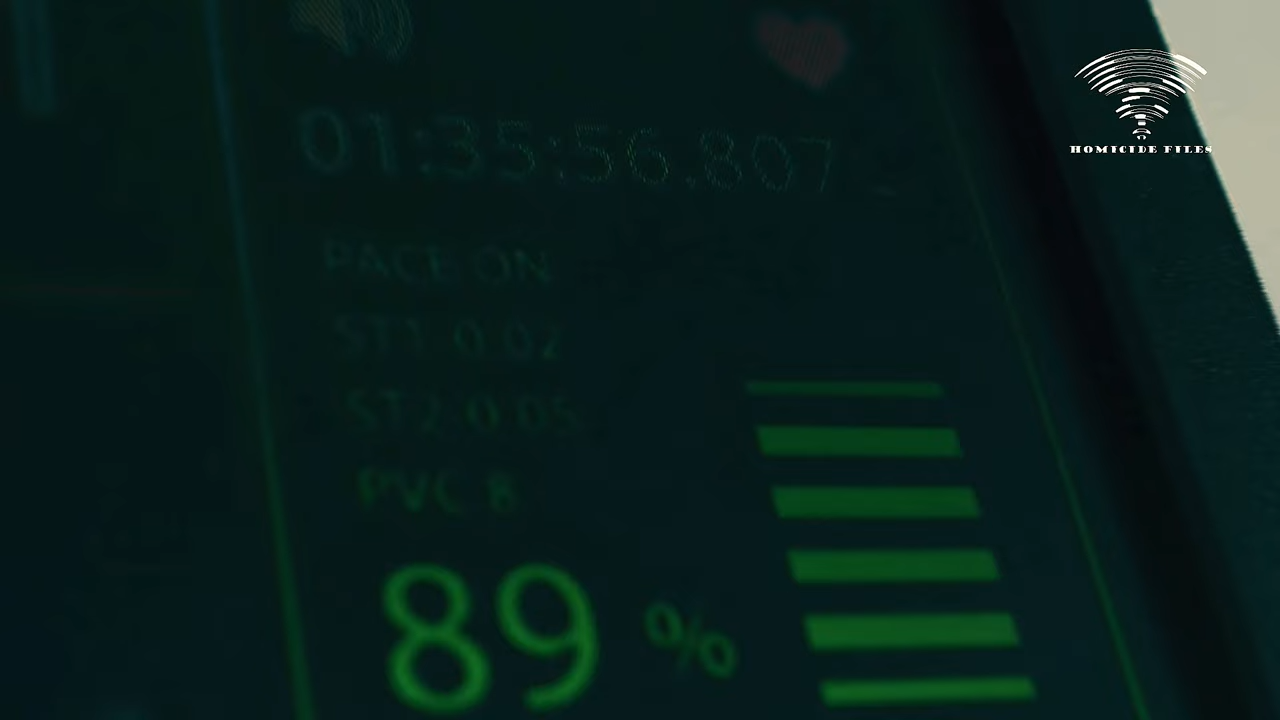 HOMICIDE FILES
01:35:56.807
PACE ON
ST1 0.02
ST2 0.05
PVC 8
89 %